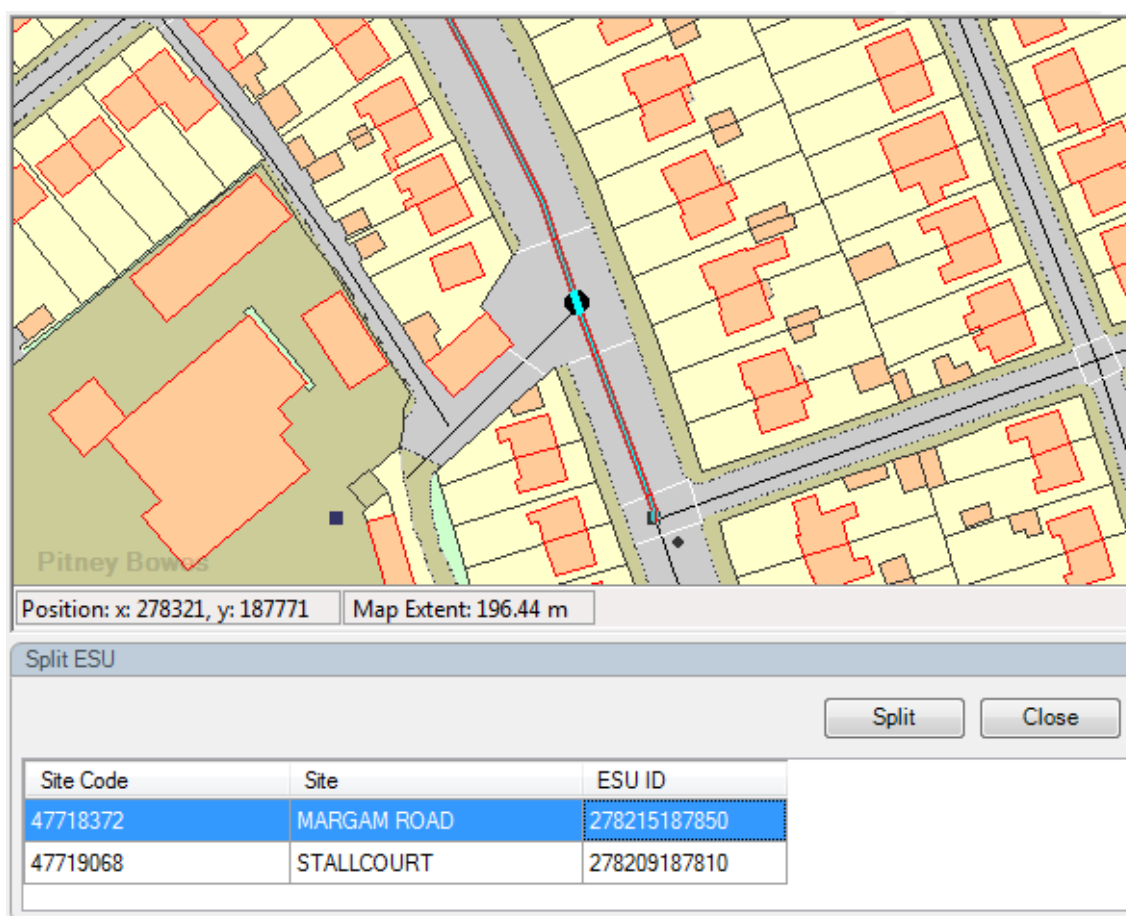 Pitney Bowes
Position: x: 278321, y: 187771 Map Extent: 196.44 m
Split ESU
Split Close
Site Code Site ESU ID
47718372 MARGAM ROAD 278215187850
47719068 STALLCOURT 278209187810